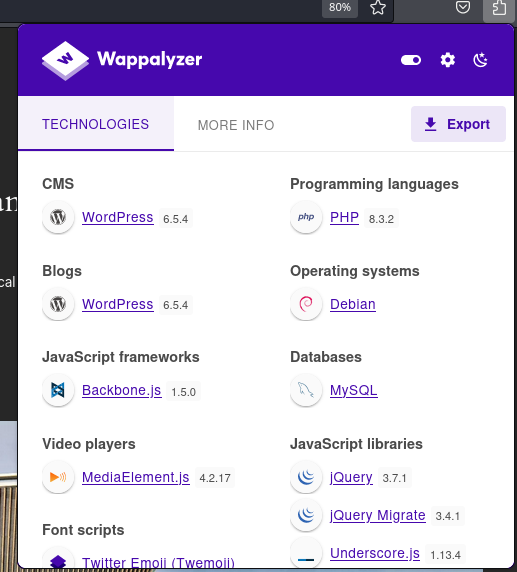 80%
Wappalyzer
TECHNOLOGIES
MORE INFO
Export
CMS
WordPress 6.5.4
Programming languages
php PHP 8.3.2
Blogs
WordPress 6.5.4
Operating systems
Debian
JavaScript frameworks
Backbone.js 1.5.0
Databases
MySQL
Video players
MediaElement.js 4.2.17
JavaScript libraries
jQuery 3.7.1
jQuery Migrate 3.4.1
Underscore.js 1.13.4
Font scripts
Twitter Emoji (Twemoji)
an
cal